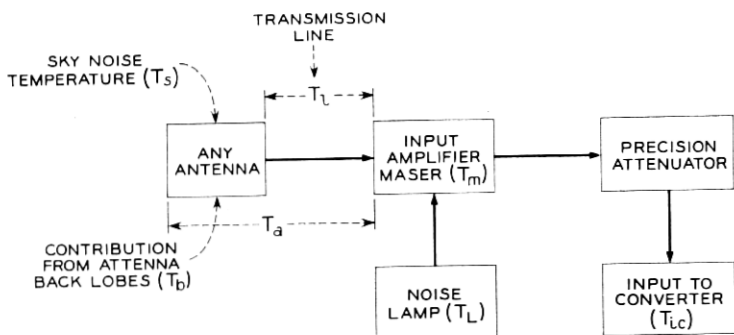 TRANSMISSION
LINE
SKY NOISE
TEMPERATURE (Ts)
Tl
ANY
ANTENNA
INPUT
AMPLIFIER
MASER (Tm)
PRECISION
ATTENUATOR
Ta
CONTRIBUTION
FROM ATTENNA
BACK LOBES (Tb)
NOISE
LAMP (TL)
INPUT TO
CONVERTER
(Tic)